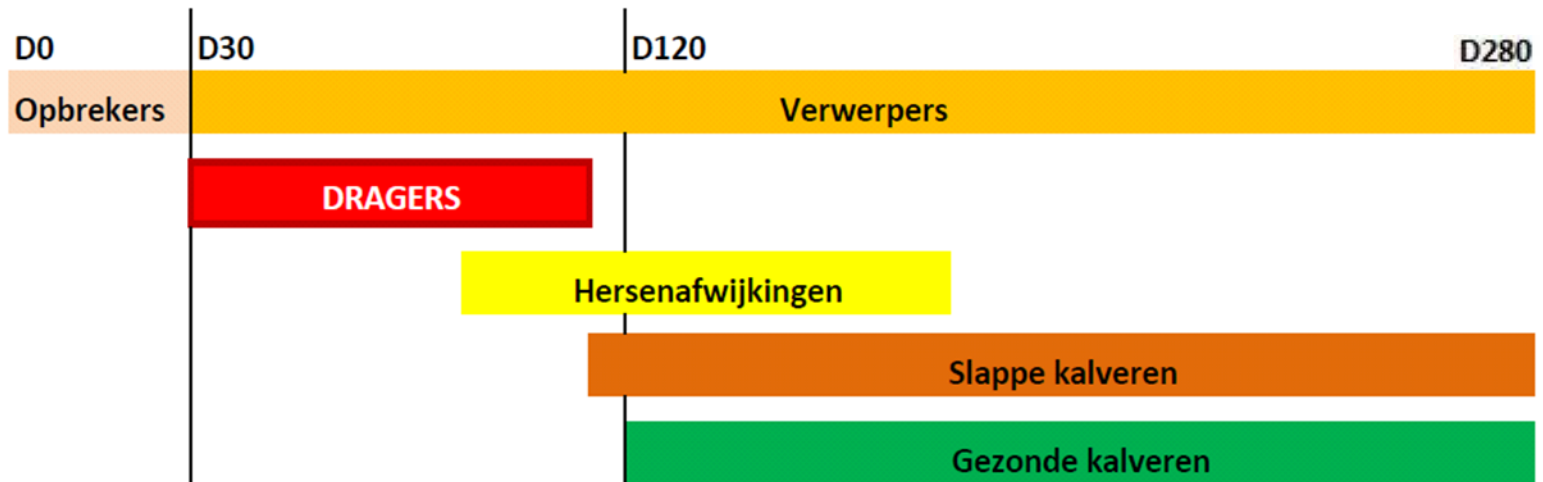 D0 D30 D120 D280
Opbrekers Verwerpers
DRAGERS
Hersenafwijkingen
Slappe kalveren
Gezonde kalveren